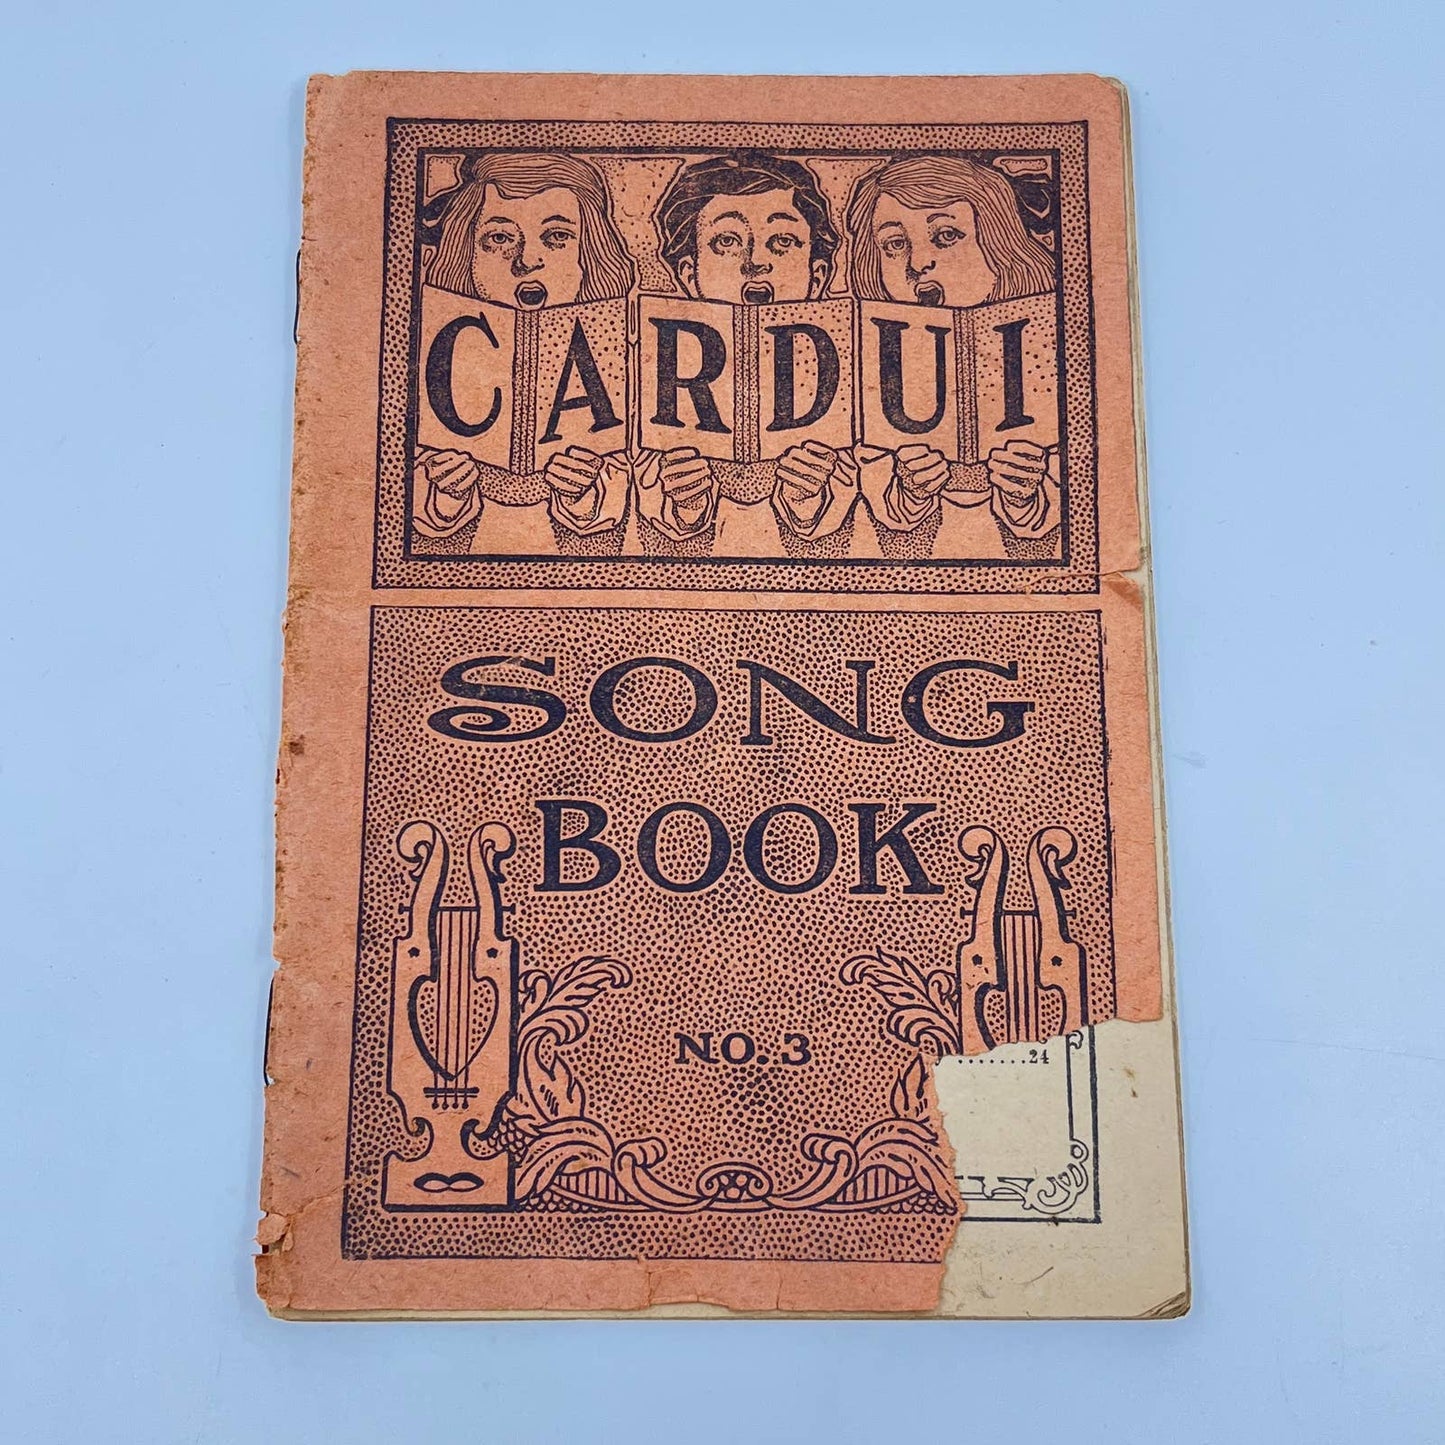 CARDUI
SONG
BOOK
NO. 3
.......24